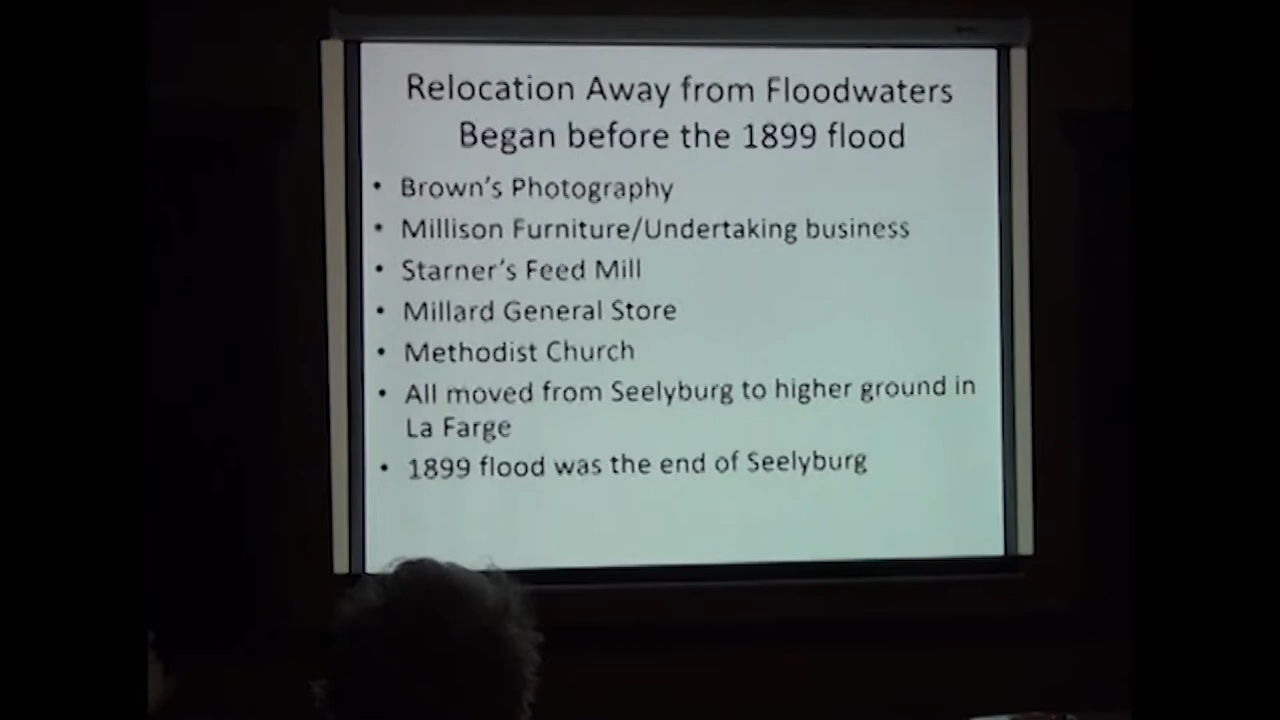 Relocation Away from Floodwaters
Began before the 1899 flood
• Brown's Photography
• Millison Furniture/Undertaking business
• Starner's Feed Mill
• Millard General Store
• Methodist Church
• All moved from Seelyburg to higher ground in
La Farge
• 1899 flood was the end of Seelyburg